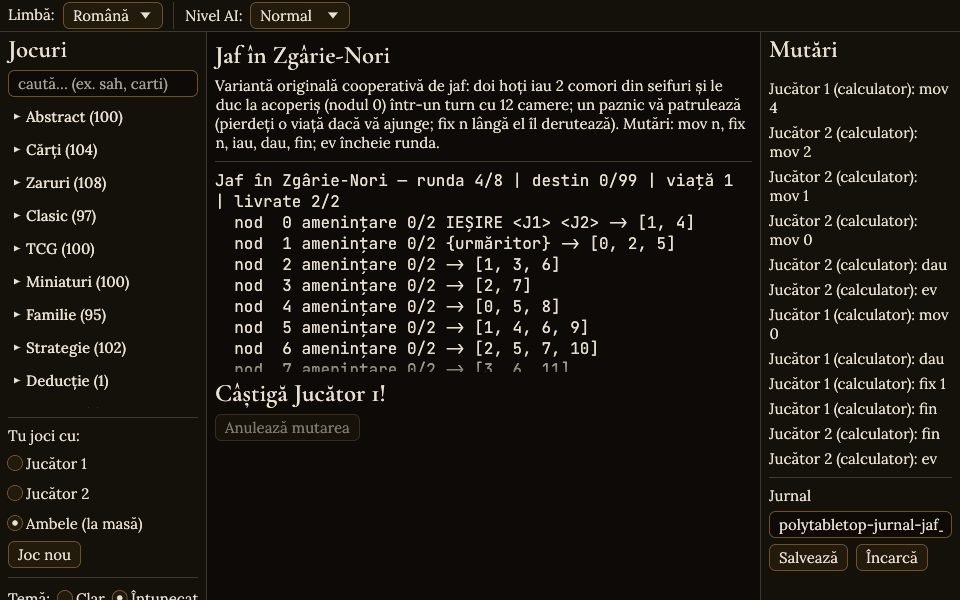 Limbă: Română ▼ Nivel AI: Normal ▼
Jocuri
caută... (ex. sah, carti)
▸ Abstract (100)
▸ Cărți (104)
▸ Zaruri (108)
▸ Clasic (97)
▸ TCG (100)
▸ Miniaturi (100)
▸ Familie (95)
▸ Strategie (102)
▸ Deducție (1)
Tu joci cu:
Jucător 1
Jucător 2
Ambele (la masă)
Joc nou
Temă: Clar Întunecat
Jaf în Zgârie-Nori
Variantă originală cooperativă de jaf: doi hoți iau 2 comori din seifuri și le
duc la acoperiș (nodul 0) într-un turn cu 12 camere; un paznic vă patrulează
(pierdeți o viață dacă vă ajunge; fix n lângă el îl derutează). Mutări: mov n, fix
n, iau, dau, fin; ev încheie runda.
Jaf în Zgârie-Nori — runda 4/8 | destin 0/99 | viață 1
| livrate 2/2
nod 0 amenințare 0/2 IEȘIRE <J1> <J2> -> [1, 4]
nod 1 amenințare 0/2 {urmăritor} -> [0, 2, 5]
nod 2 amenințare 0/2 -> [1, 3, 6]
nod 3 amenințare 0/2 -> [2, 7]
nod 4 amenințare 0/2 -> [0, 5, 8]
nod 5 amenințare 0/2 -> [1, 4, 6, 9]
nod 6 amenințare 0/2 -> [2, 5, 7, 10]
nod 7 amenințare 0/2 -> [3, 6, 11]
Câștigă Jucător 1!
Anulează mutarea
Mutări
Jucător 1 (calculator): mov
4
Jucător 2 (calculator):
mov 2
Jucător 2 (calculator):
mov 1
Jucător 2 (calculator):
mov 0
Jucător 2 (calculator): dau
Jucător 2 (calculator): ev
Jucător 1 (calculator): mov
0
Jucător 1 (calculator): dau
Jucător 1 (calculator): fix 1
Jucător 1 (calculator): fin
Jucător 2 (calculator): fin
Jucător 2 (calculator): ev
Jurnal
polytabletop-jurnal-jaf_
Salvează Încarcă